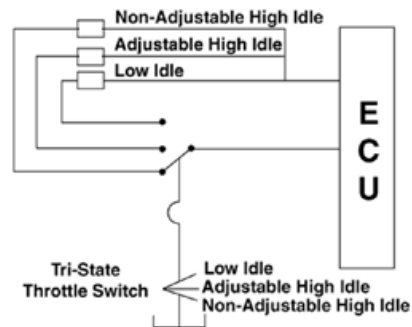 Non-Adjustable High Idle
Adjustable High Idle
Low Idle
E
C
U
Tri-State
Throttle Switch
Low Idle
Adjustable High Idle
Non-Adjustable High Idle